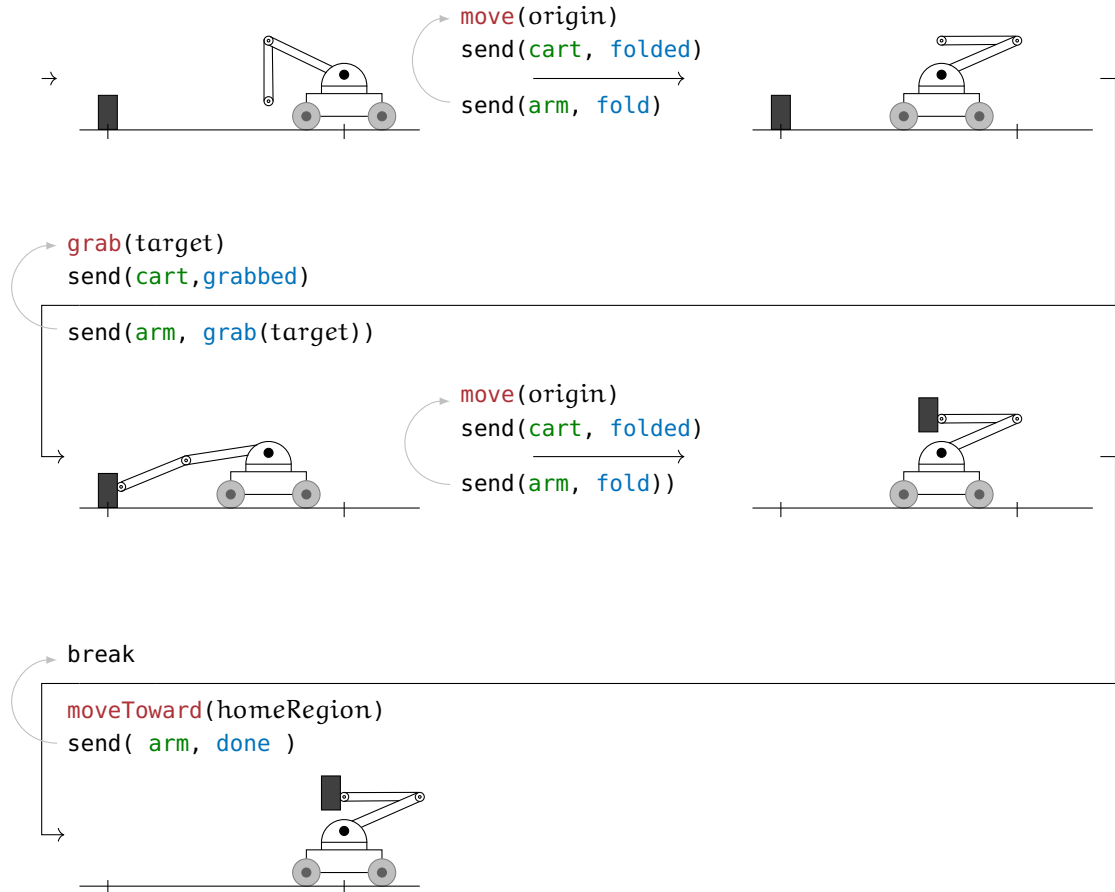 move(origin)
send(cart, folded)
send(arm, fold)
grab(target)
send(cart,grabbed)
send(arm, grab(target))
move(origin)
send(cart, folded)
send(arm, fold))
break
moveToward(homeRegion)
send( arm, done )